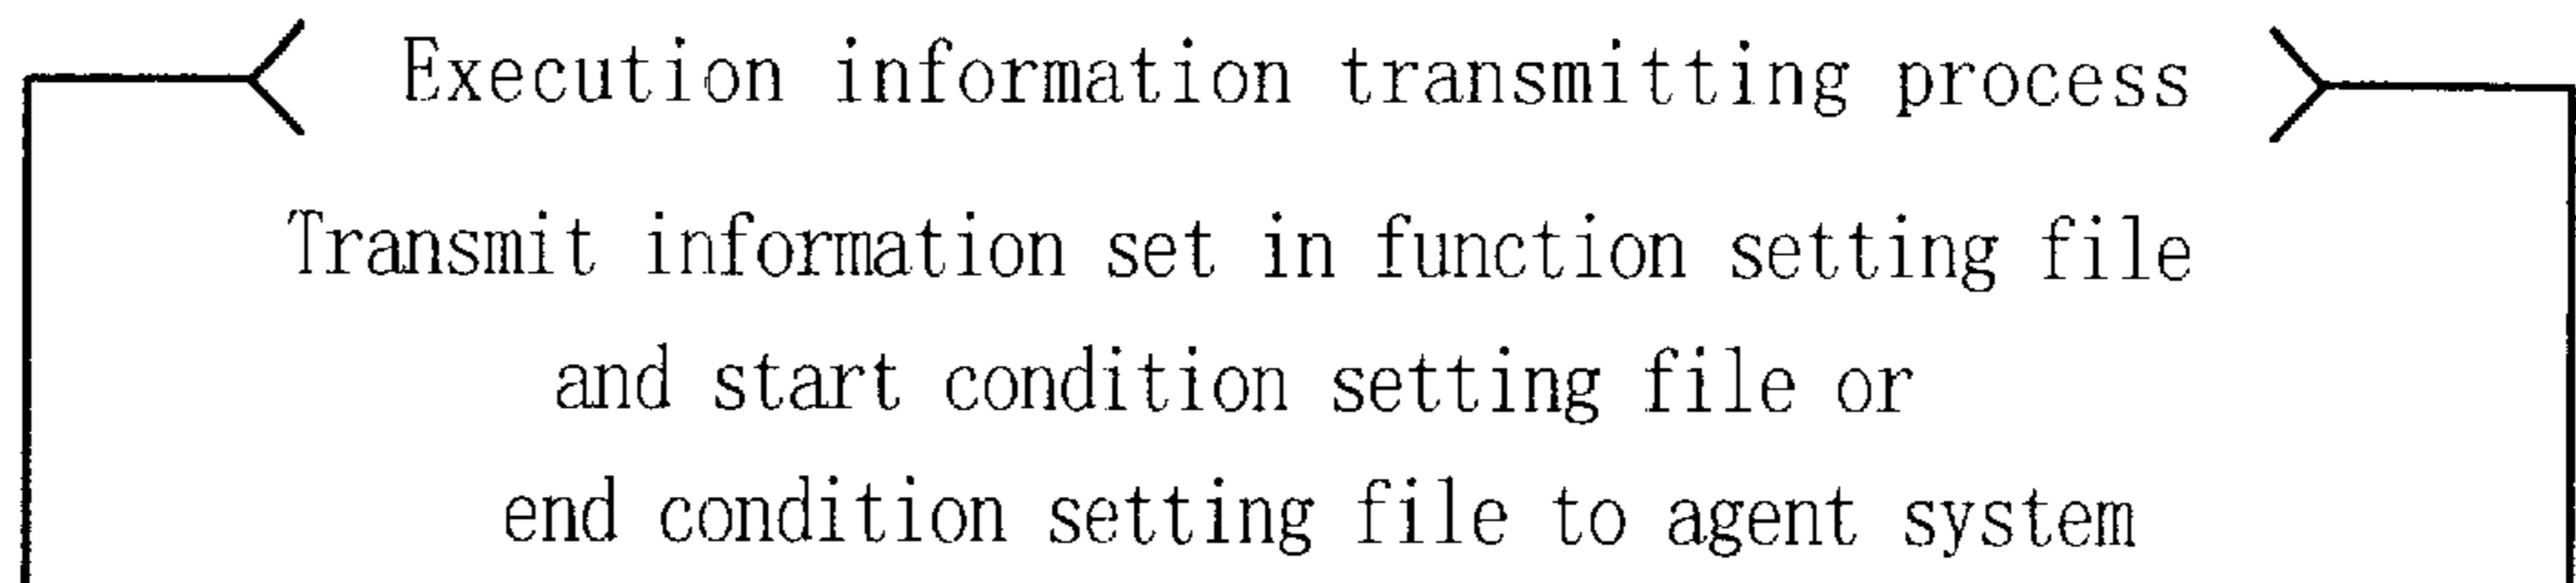 Execution information transmitting process
Transmit information set in function setting file
and start condition setting file or
end condition setting file to agent system